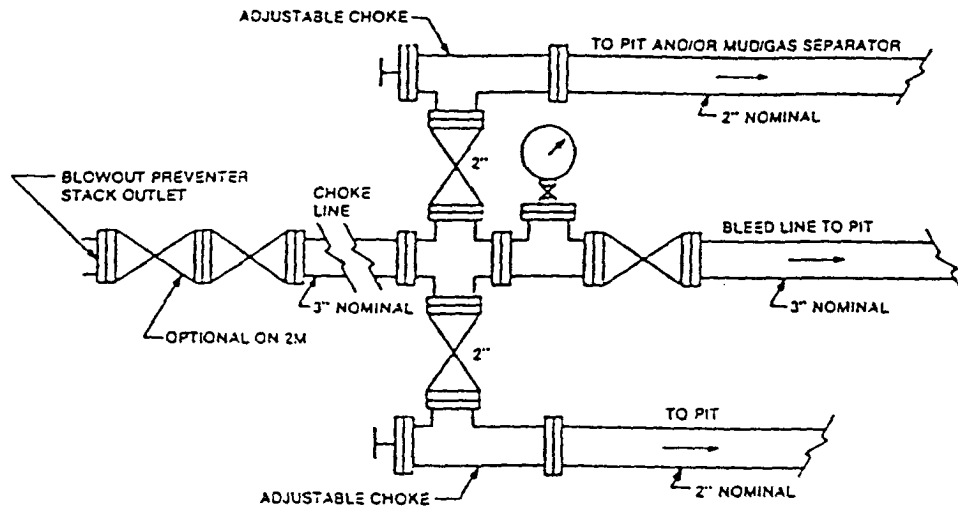 ADJUSTABLE CHOKE
TO PIT AND/OR MUD/GAS SEPARATOR
2" NOMINAL
2"
BLOWOUT PREVENTER
STACK OUTLET
CHOKE
LINE
BLEED LINE TO PIT
3" NOMINAL
3" NOMINAL
OPTIONAL ON 2M
2"
TO PIT
ADJUSTABLE CHOKE
2" NOMINAL